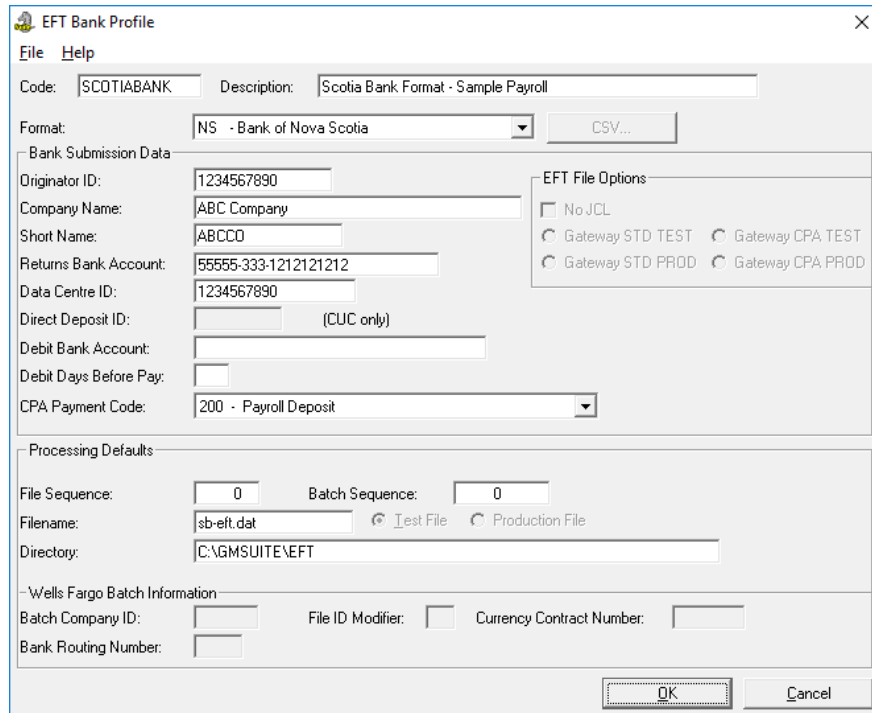 EFT Bank Profile
File Help
Code: SCOTIABANK Description: Scotia Bank Format - Sample Payroll
Format: NS - Bank of Nova Scotia CSV...
Bank Submission Data
Originator ID: 1234567890
Company Name: ABC Company
Short Name: ABCCO
Returns Bank Account: 55555-333-1212121212
Data Centre ID: 1234567890
Direct Deposit ID: (CUC only)
Debit Bank Account:
Debit Days Before Pay:
CPA Payment Code: 200 - Payroll Deposit
EFT File Options
No JCL
Gateway STD TEST Gateway CPA TEST
Gateway STD PROD Gateway CPA PROD
Processing Defaults
File Sequence: 0 Batch Sequence: 0
Filename: sb-eft.dat Test File Production File
Directory: C:\GMSUITE\EFT
Wells Fargo Batch Information
Batch Company ID: File ID Modifier: Currency Contract Number:
Bank Routing Number:
OK Cancel